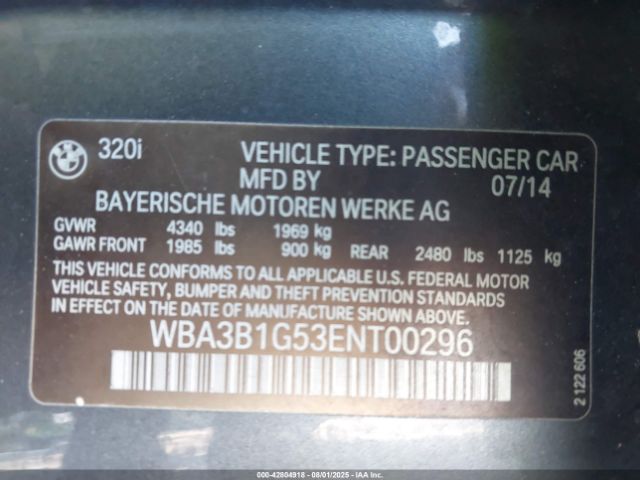 BMW
320i
VEHICLE TYPE: PASSENGER CAR
MFD BY 07/14
BAYERISCHE MOTOREN WERKE AG
GVWR 4340 lbs 1969 kg
GAWR FRONT 1985 lbs 900 kg REAR 2480 lbs 1125 kg
THIS VEHICLE CONFORMS TO ALL APPLICABLE U.S. FEDERAL MOTOR
VEHICLE SAFETY, BUMPER AND THEFT PREVENTION STANDARDS
IN EFFECT ON THE DATE OF MANUFACTURE SHOWN ABOVE.
WBA3B1G53ENT00296
2 122 606
000-42804918 - 08/01/2025 - IAAI.com